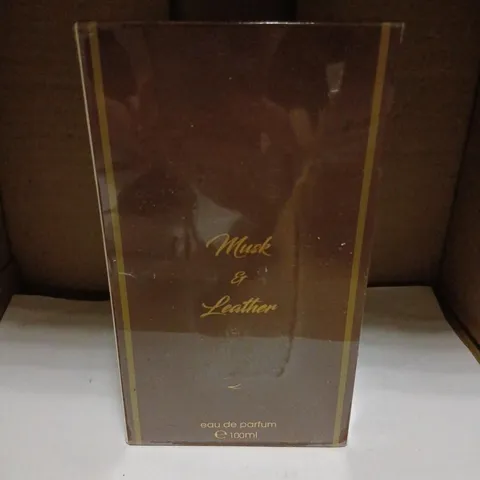 Musk
&
Leather
eau de parfum
℮ 100ml